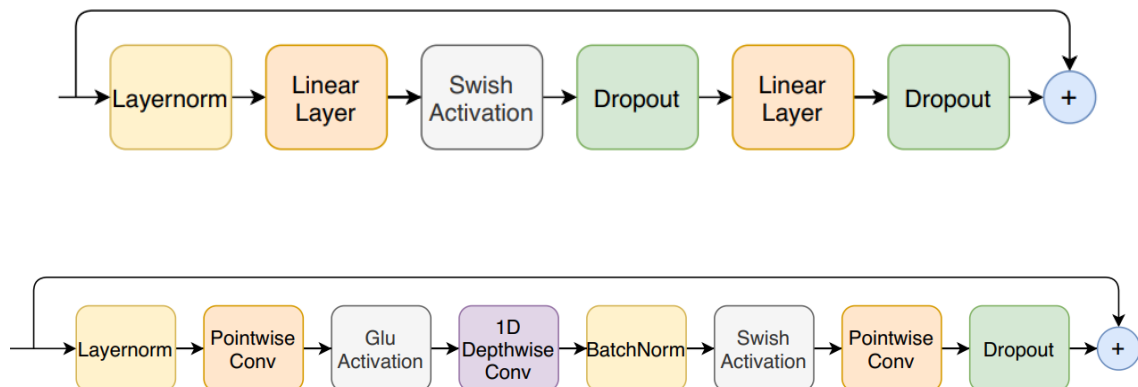 Layernorm
Linear
Layer
Swish
Activation
Dropout
Linear
Layer
Dropout
+
Layernorm
Pointwise
Conv
Glu
Activation
1D
Depthwise
Conv
BatchNorm
Swish
Activation
Pointwise
Conv
Dropout
+